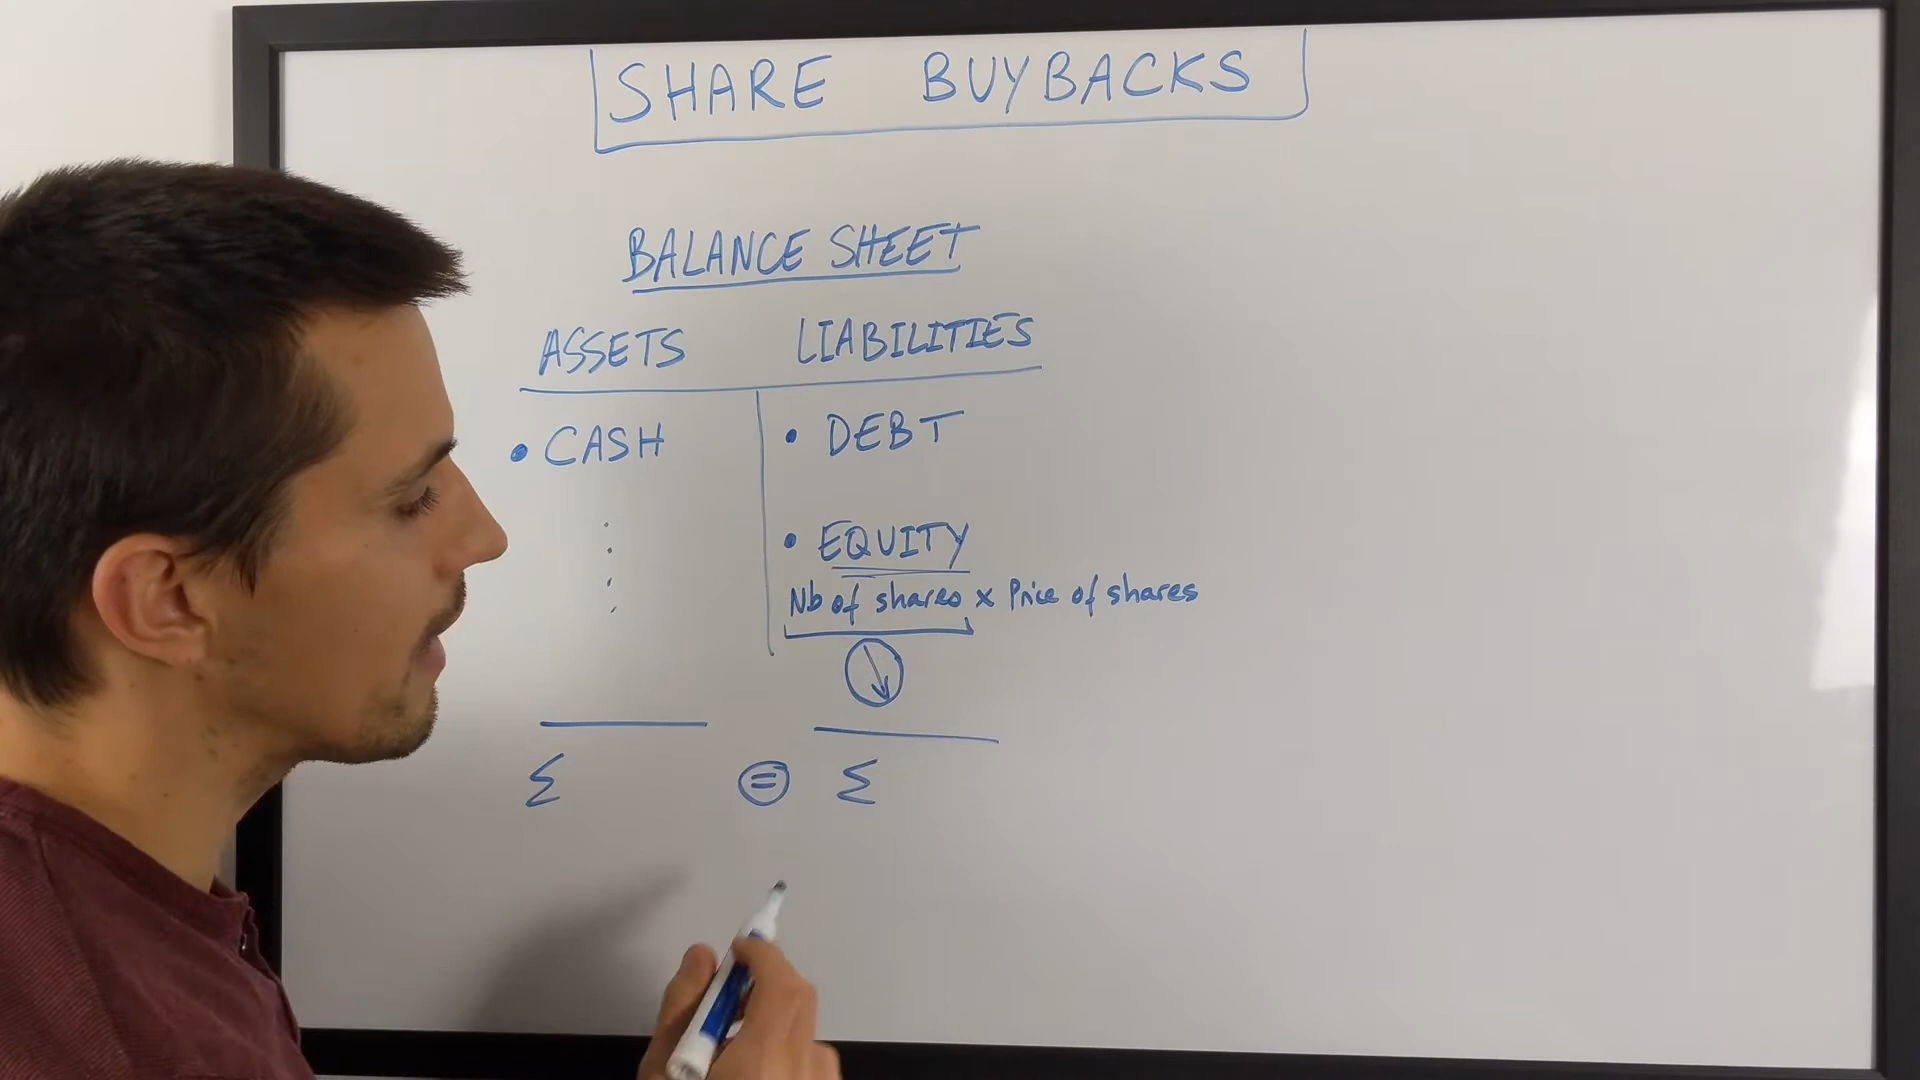 SHARE BUYBACKS
BALANCE SHEET
ASSETS LIABILITIES
• CASH • DEBT
• EQUITY
Nb of shares x Price of shares
Σ = Σ